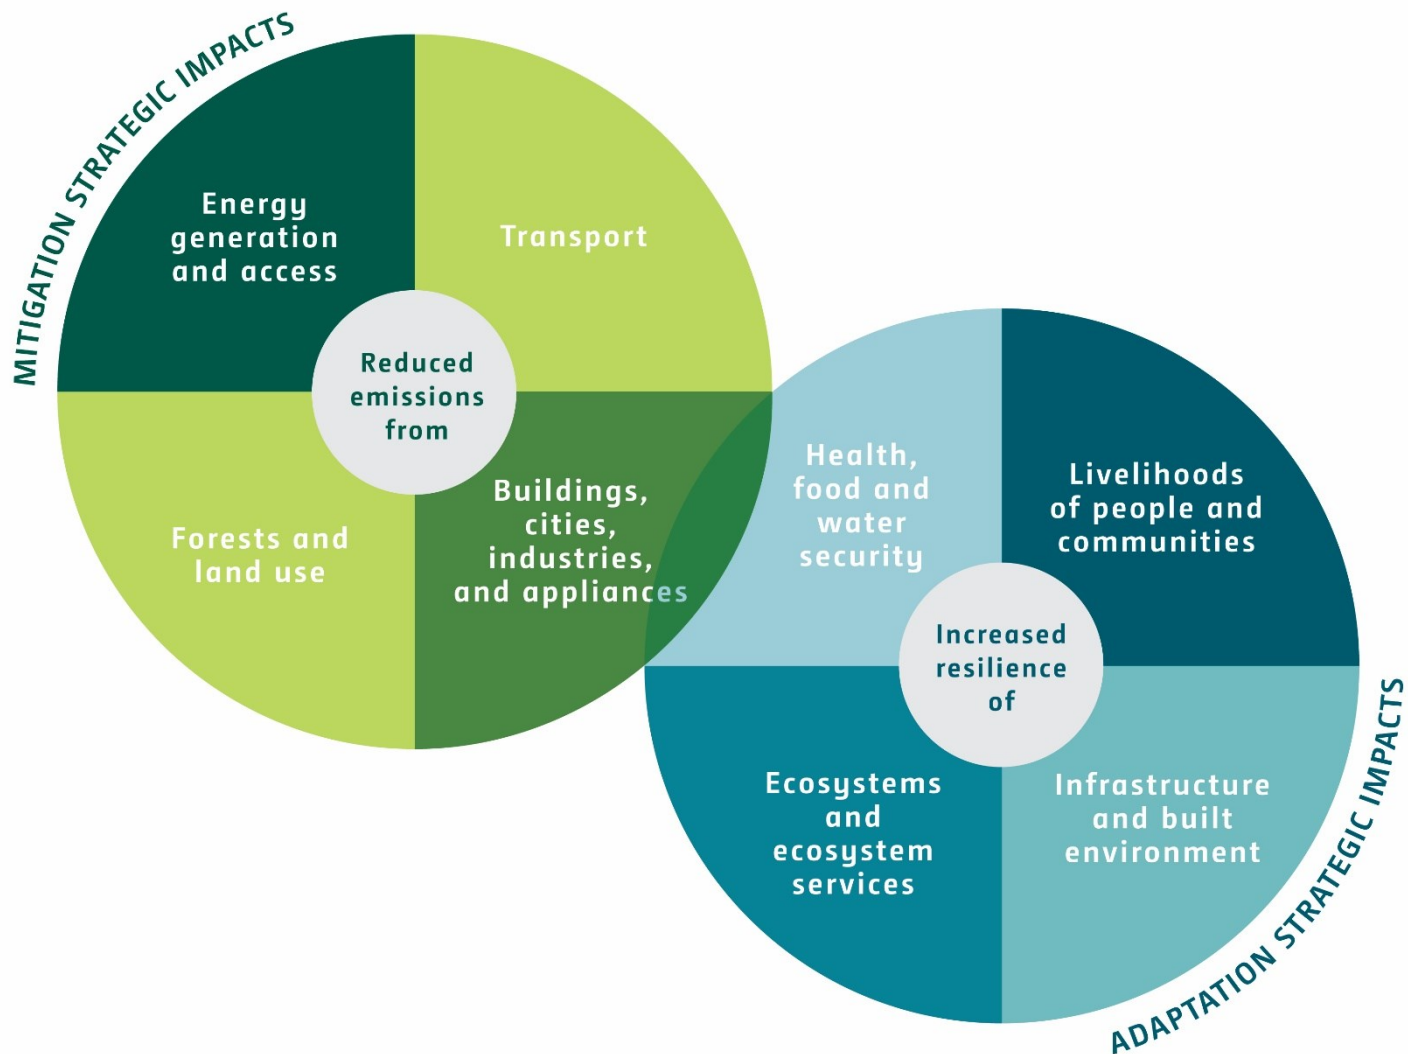 MITIGATION STRATEGIC IMPACTS
Energy
generation
and access
Transport
Reduced
emissions
from
Forests and
land use
Buildings,
cities,
industries,
and appliances
Health,
food and
water
security
Livelihoods
of people and
communities
Increased
resilience
of
Ecosystems
and
ecosystem
services
Infrastructure
and built
environment
ADAPTATION STRATEGIC IMPACTS